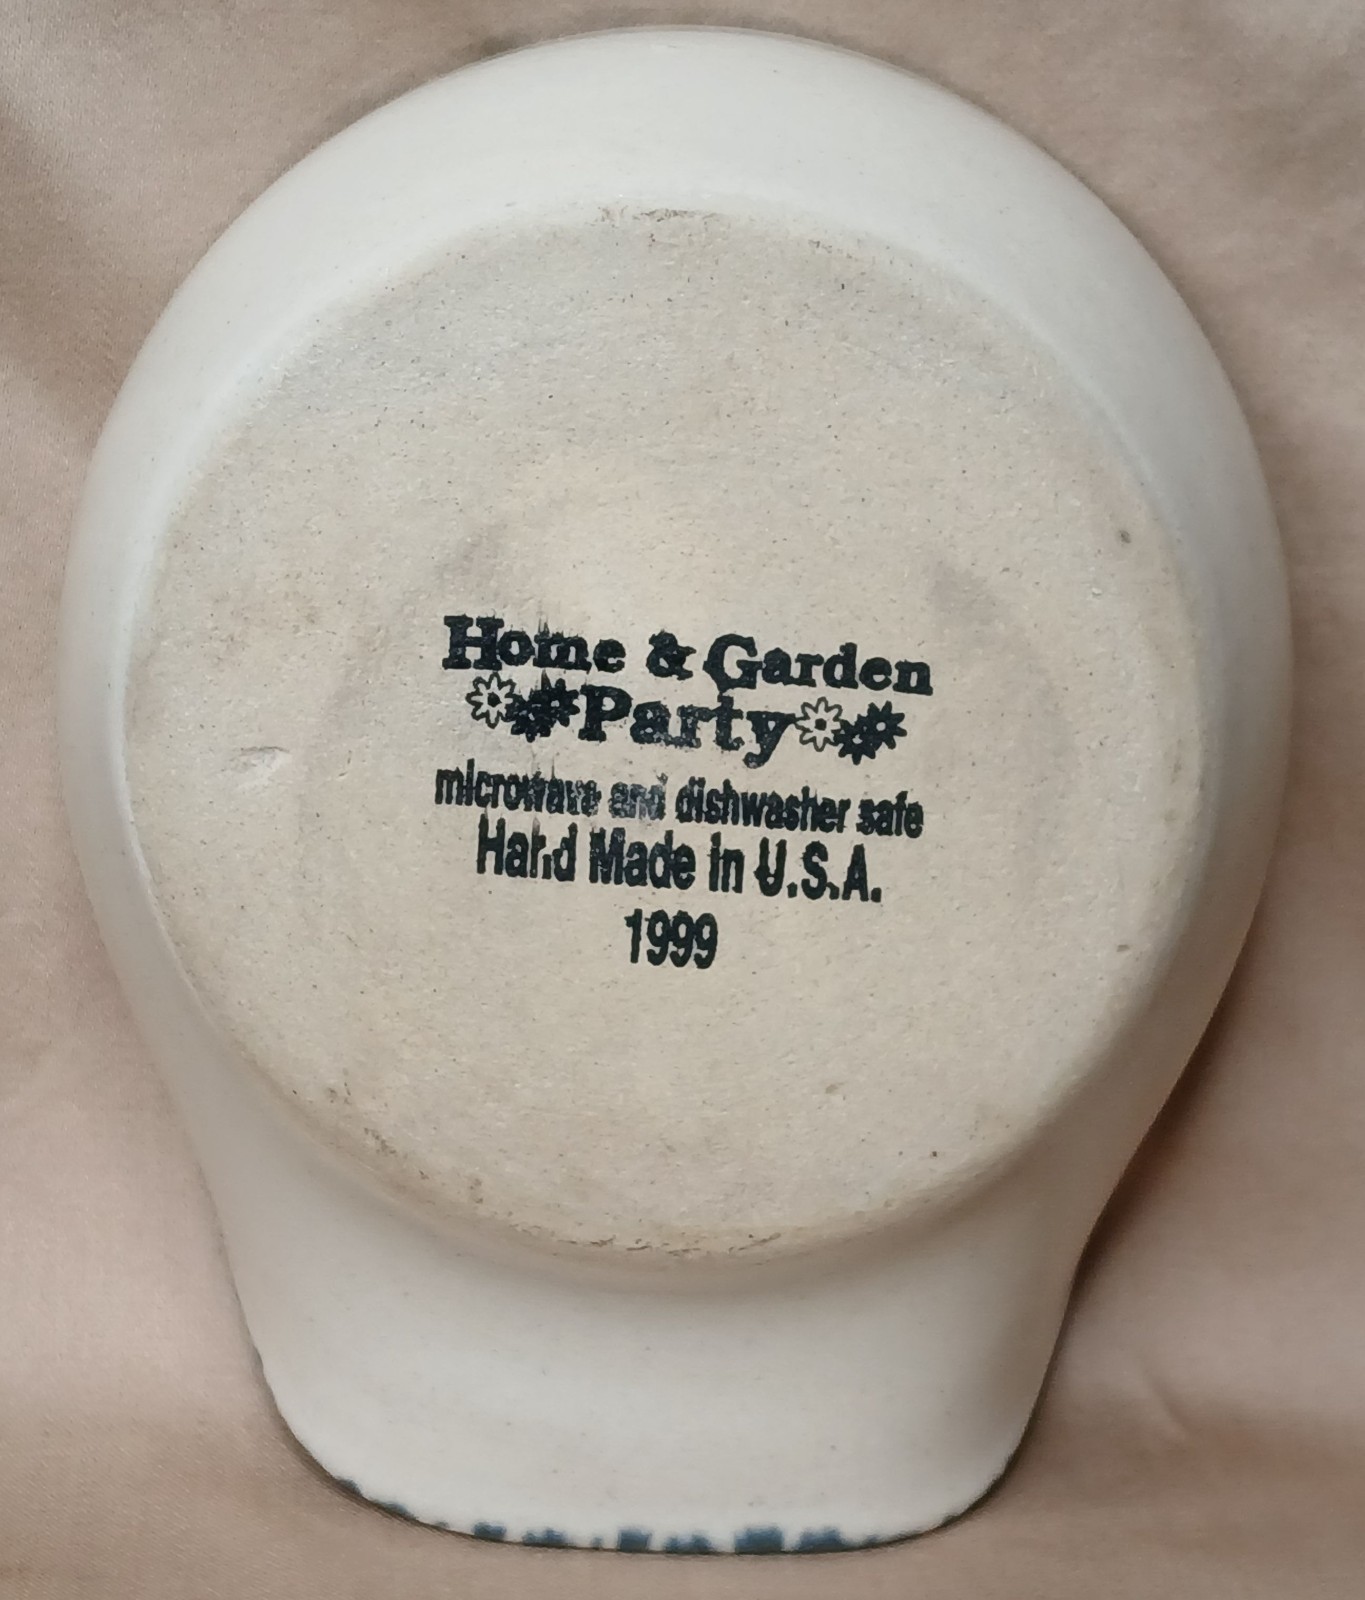 Home & Garden
Party
microwave and dishwasher safe
Hand Made in U.S.A.
1999